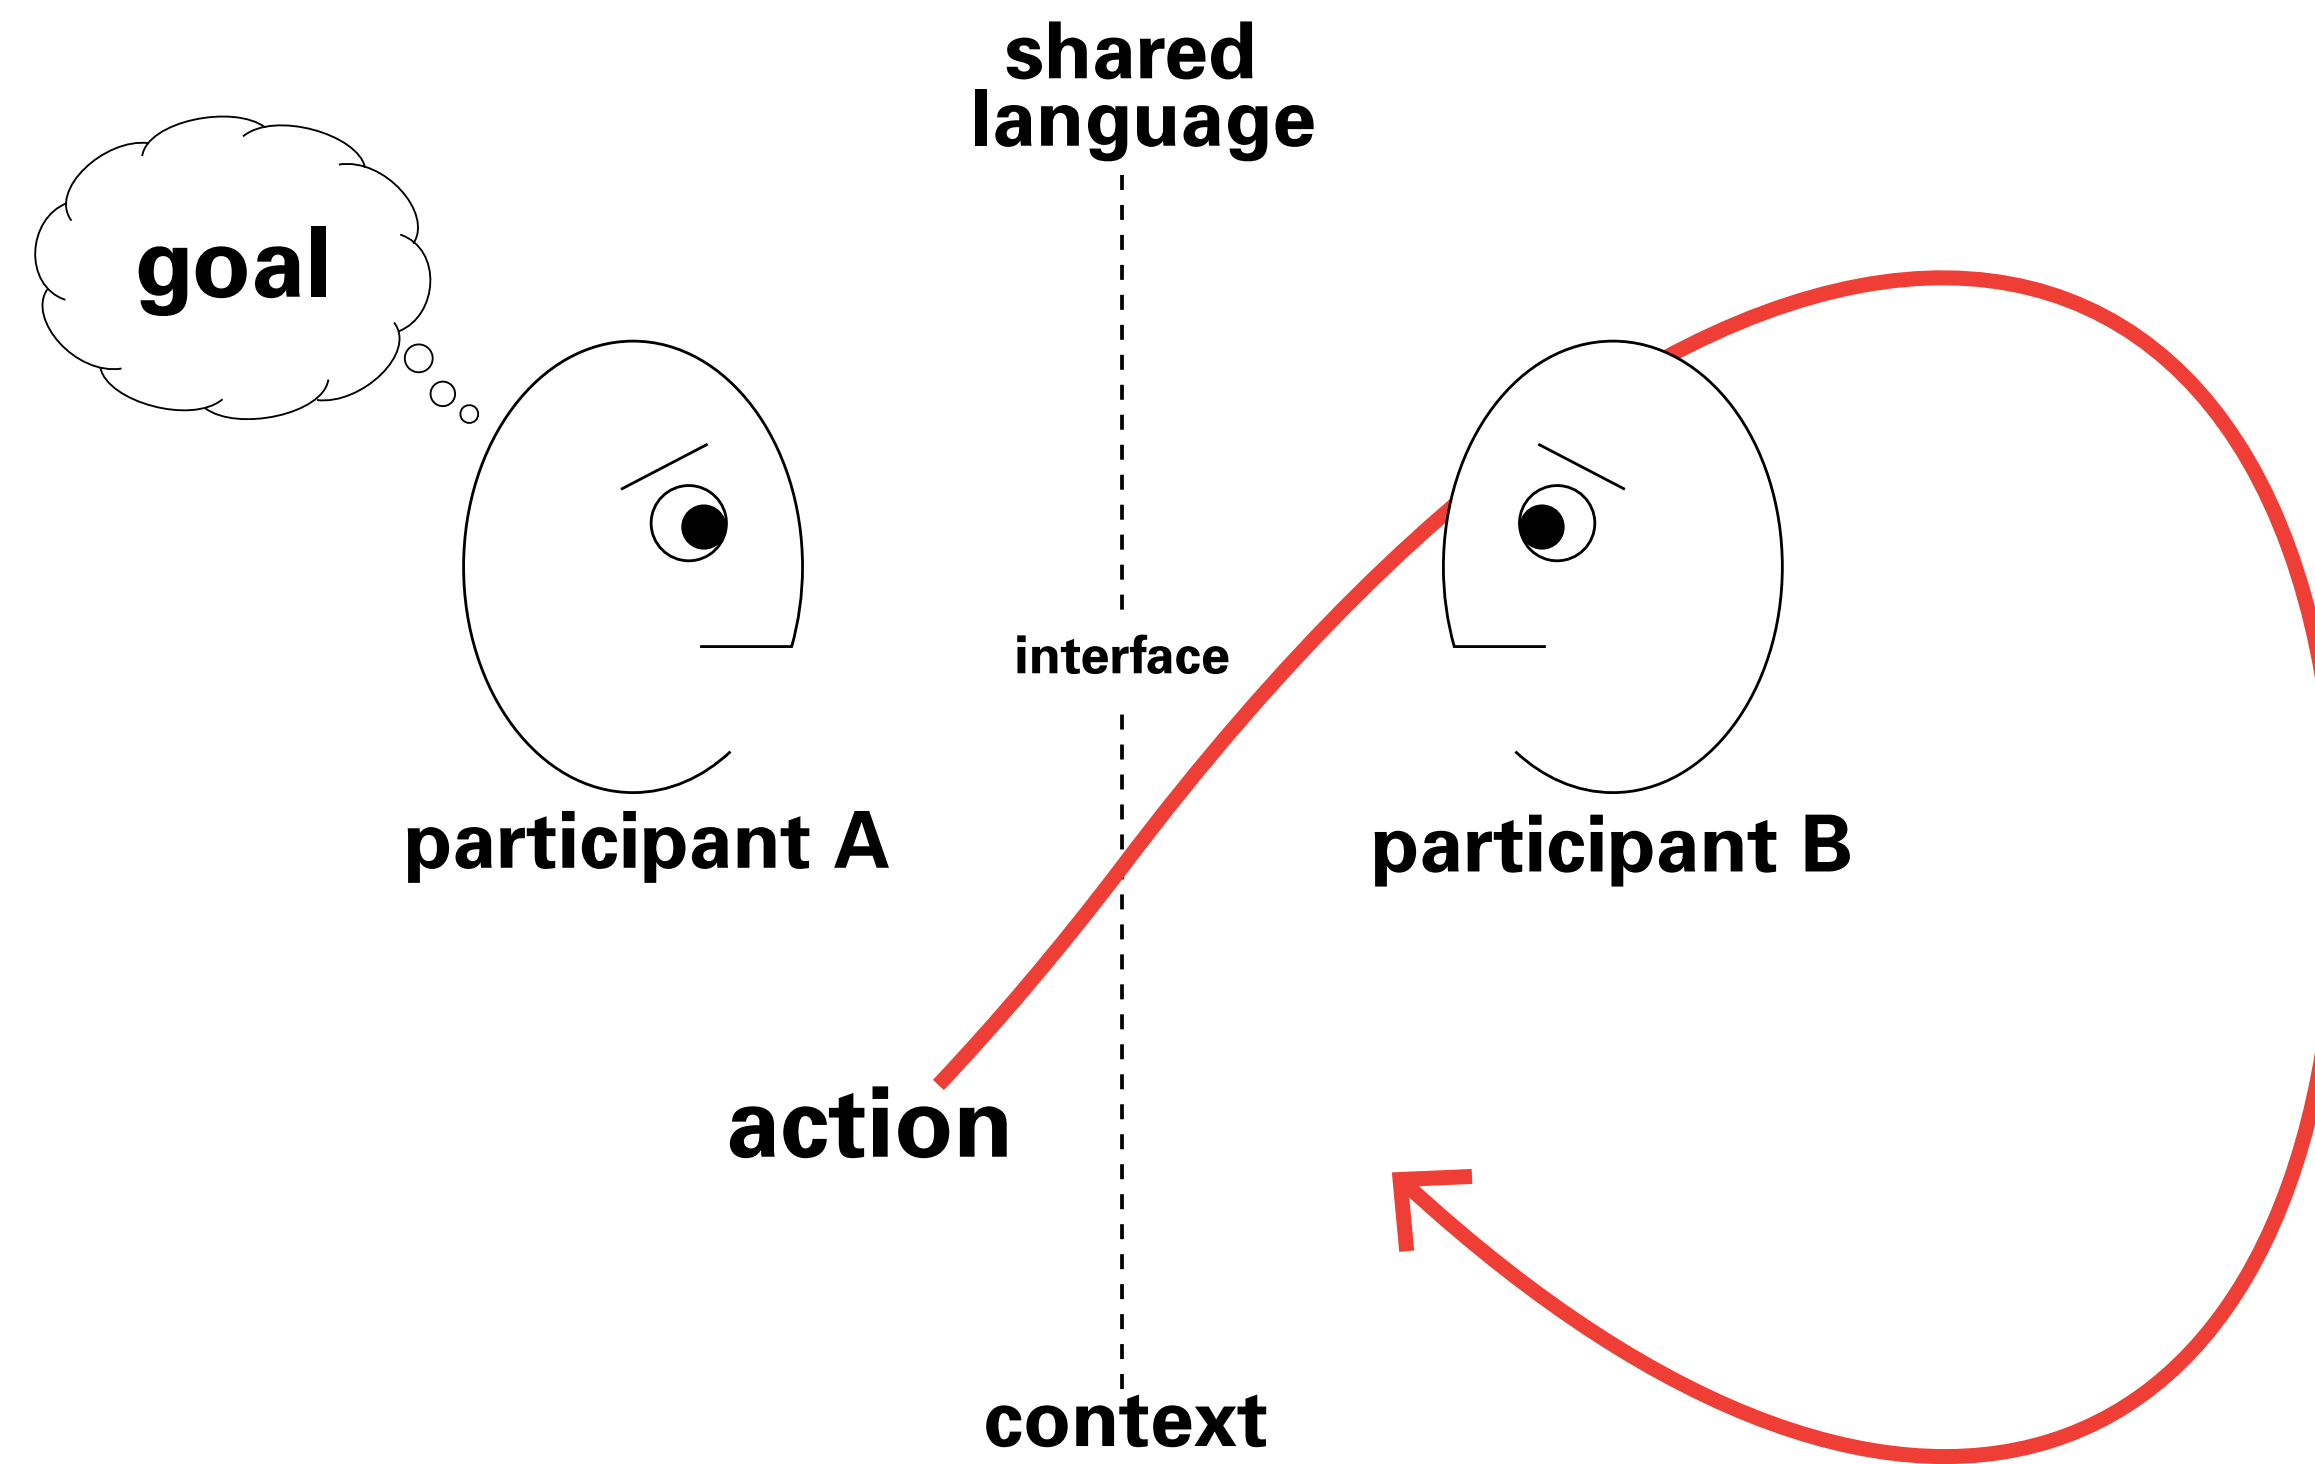 shared
language
goal
interface
participant A
participant B
action
context